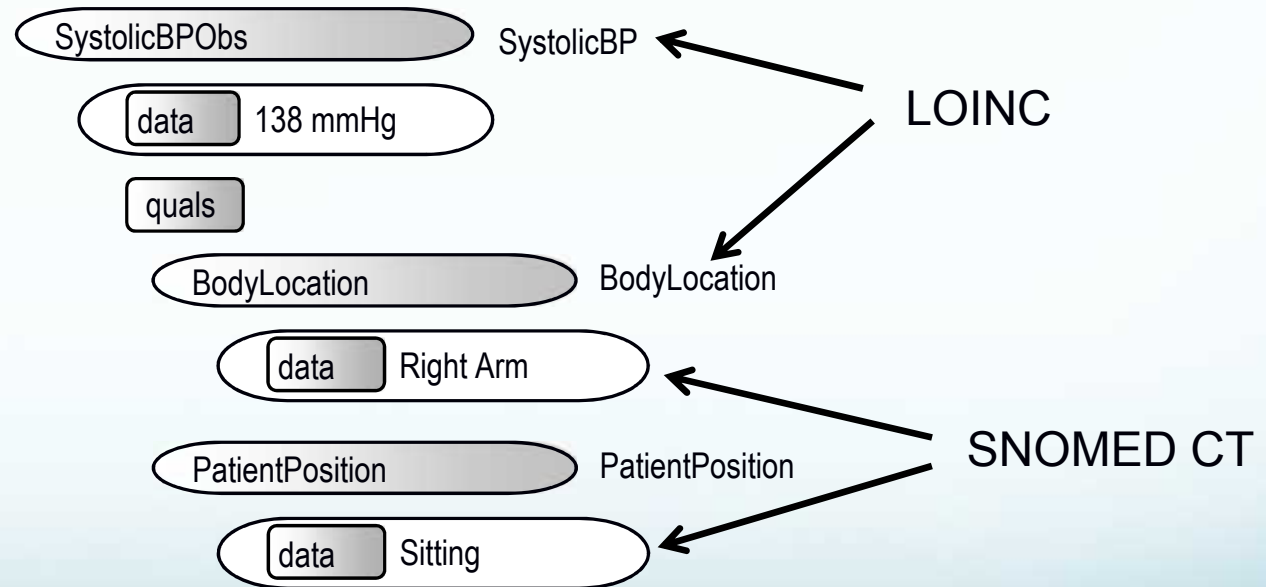 SystolicBPObs SystolicBP
data 138 mmHg
LOINC
quals
BodyLocation BodyLocation
data Right Arm
SNOMED CT
PatientPosition PatientPosition
data Sitting